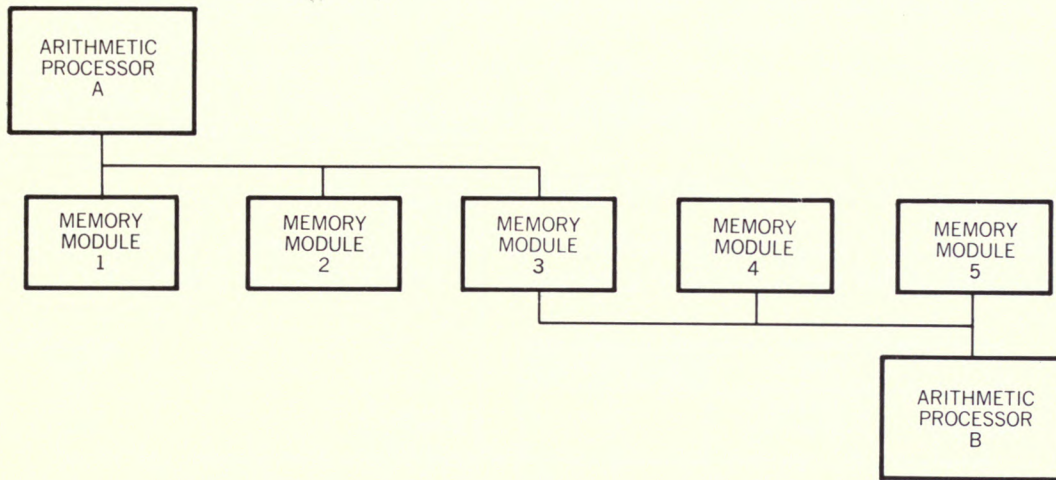 ARITHMETIC
PROCESSOR
A
MEMORY
MODULE
1
MEMORY
MODULE
2
MEMORY
MODULE
3
MEMORY
MODULE
4
MEMORY
MODULE
5
ARITHMETIC
PROCESSOR
B